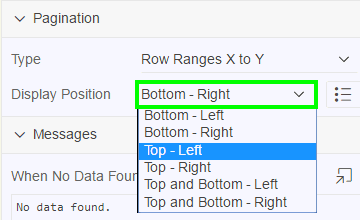 Pagination
Type Row Ranges X to Y
Display Position Bottom - Right
Bottom - Left
Bottom - Right
Top - Left
Top - Right
Top and Bottom - Left
Top and Bottom - Right
Messages
When No Data Foun
No data found.